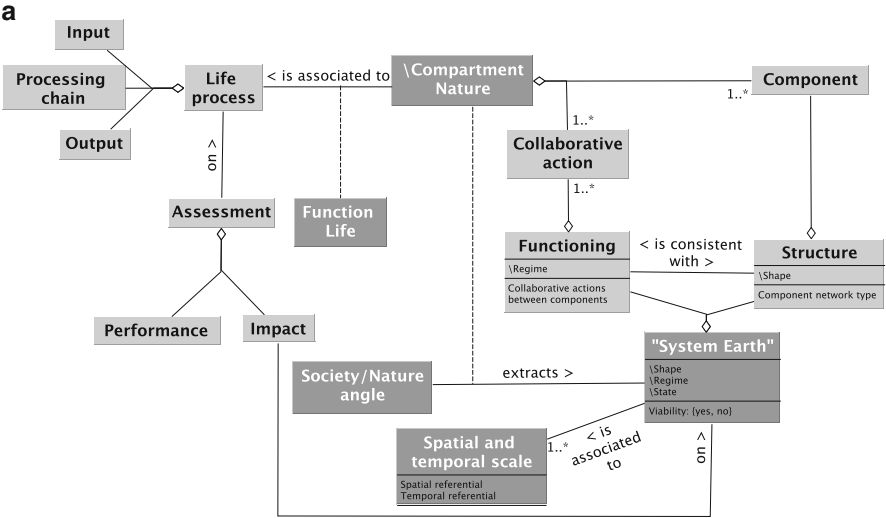 a
Input
Processing
chain
Output
Life
process
< is associated to
\Compartment
Nature
Component
1..*
1..*
Collaborative
action
1..*
on >
Assessment
Function
Life
Functioning
\Regime
Collaborative actions
between components
< is consistent
with >
Structure
\Shape
Component network type
Performance
Impact
"System Earth"
\Shape
\Regime
\State
Viability: {yes, no}
Society/Nature
angle
extracts >
Spatial and
temporal scale
Spatial referential
Temporal referential
1..*
< is
associated
to
on >